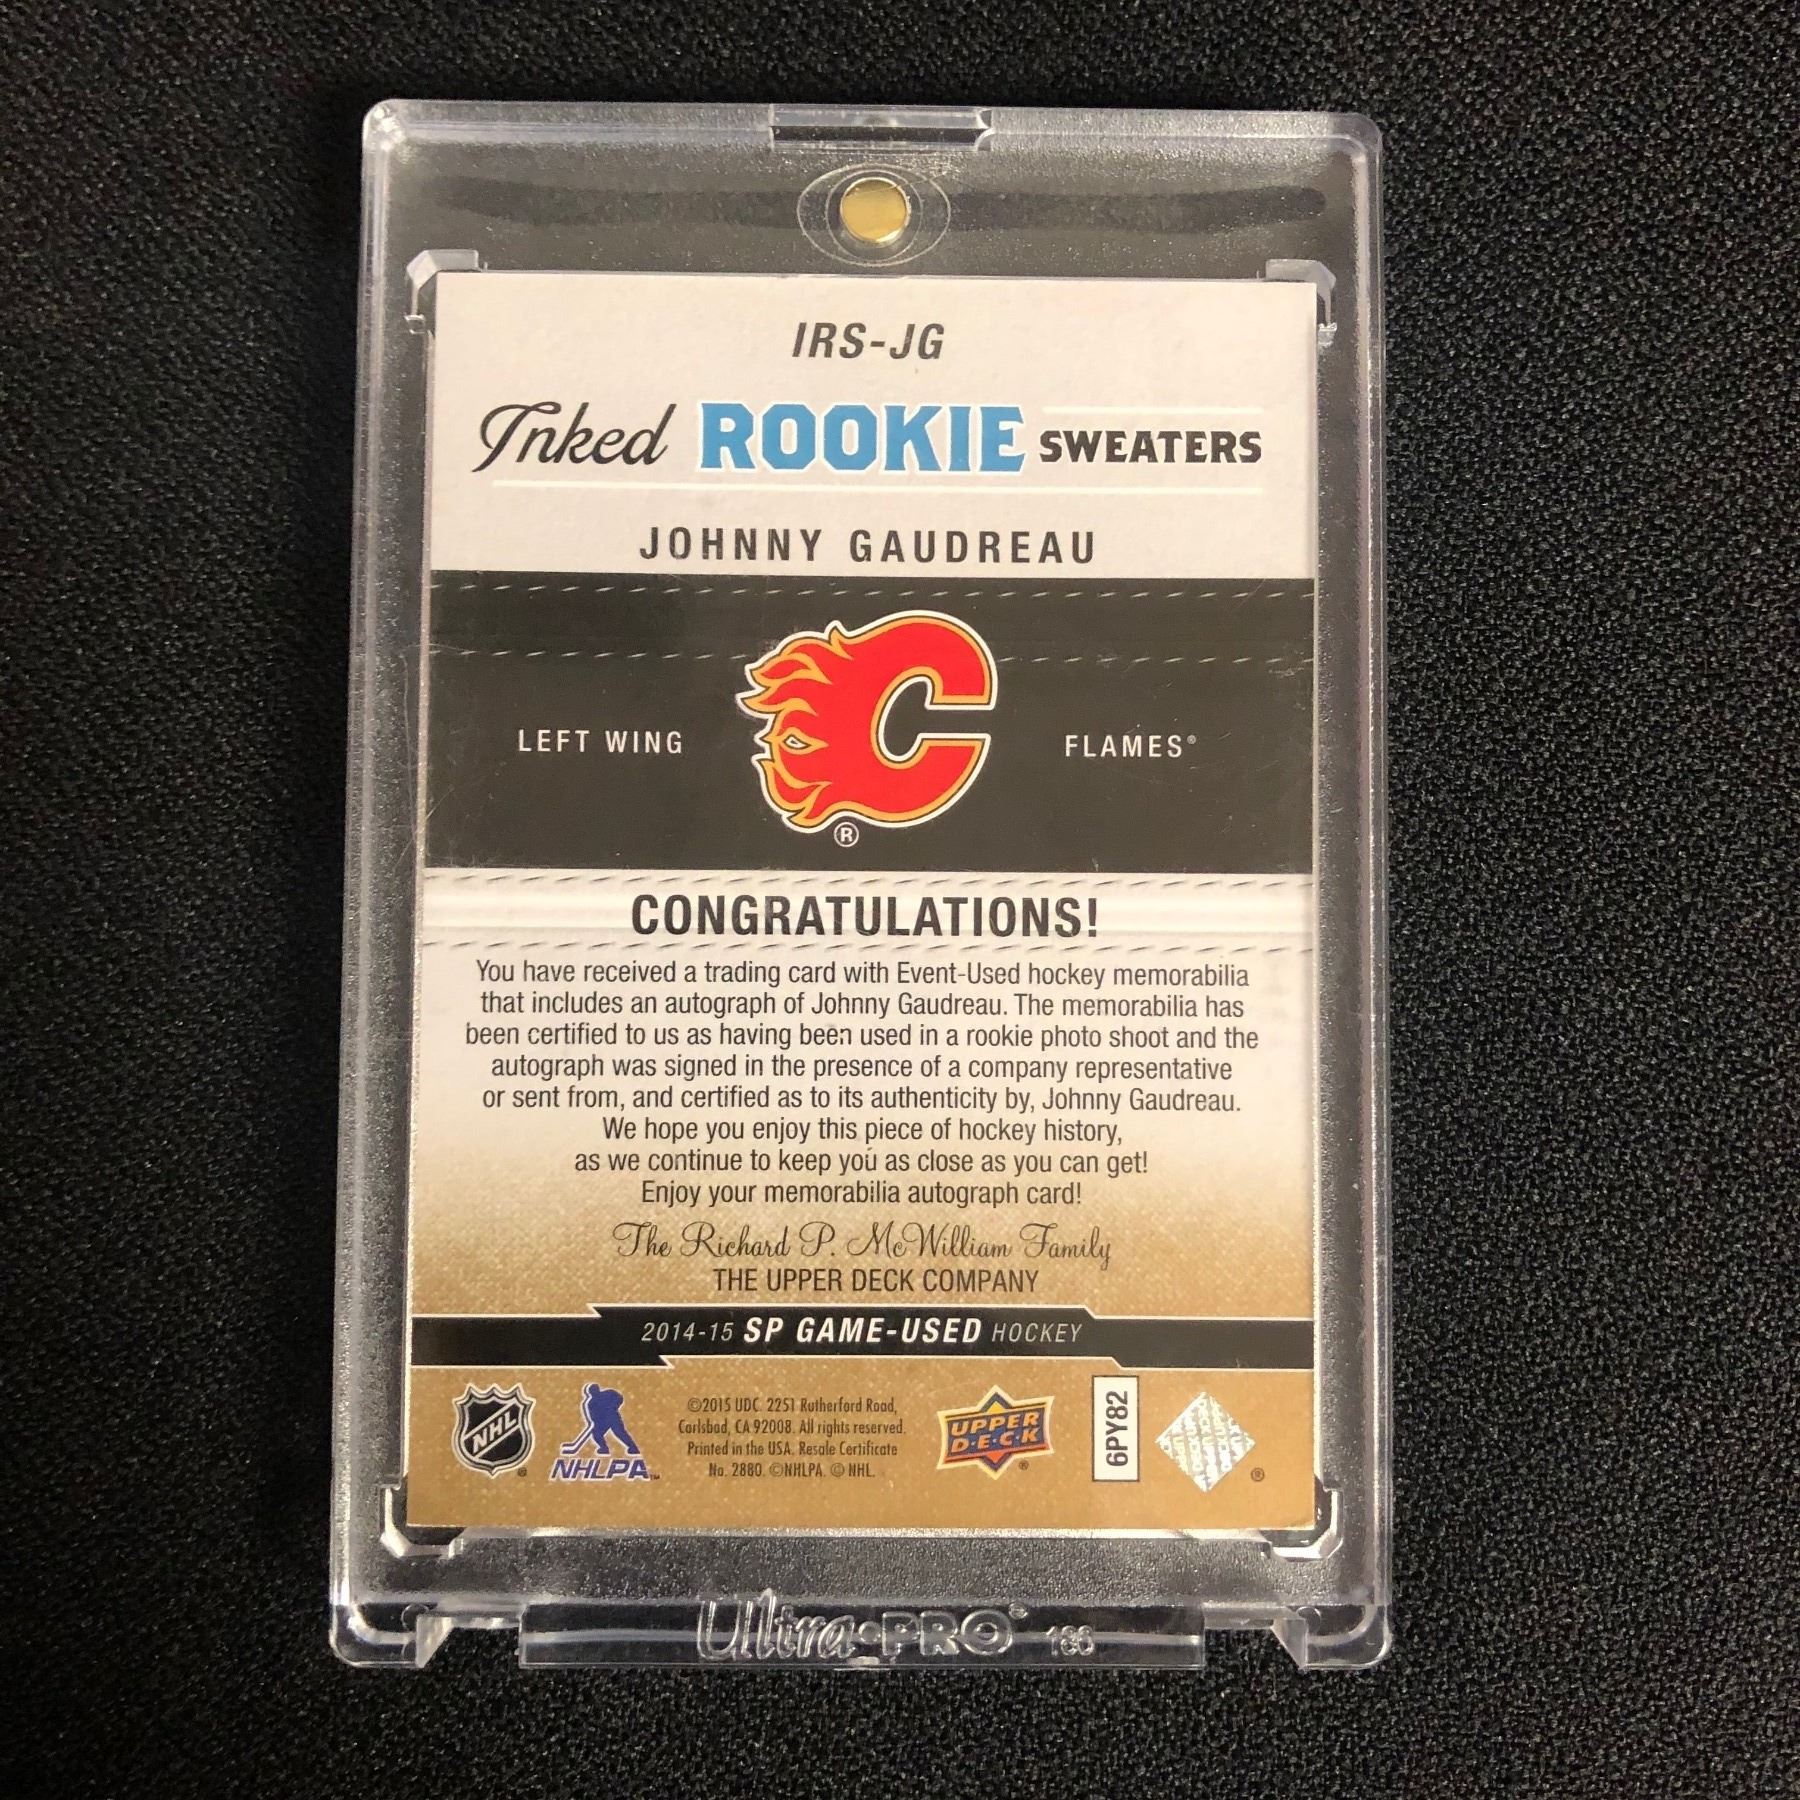 IRS-JG
Inked ROOKIE SWEATERS
JOHNNY GAUDREAU
LEFT WING
FLAMES®
®
CONGRATULATIONS!
You have received a trading card with Event-Used hockey memorabilia
that includes an autograph of Johnny Gaudreau. The memorabilia has
been certified to us as having been used in a rookie photo shoot and the
autograph was signed in the presence of a company representative
or sent from, and certified as to its authenticity by, Johnny Gaudreau.
We hope you enjoy this piece of hockey history,
as we continue to keep you as close as you can get!
Enjoy your memorabilia autograph card!
The Richard P. McWilliam Family
THE UPPER DECK COMPANY
2014-15 SP GAME-USED HOCKEY
NHL ®
NHLPA™
©2015 UDC. 2251 Rutherford Road,
Carlsbad, CA 92008. All rights reserved.
Printed in the USA. Resale Certificate
No. 2880. ©NHLPA. © NHL.
UPPER
D·E·C·K ®
6PY82
®
Ultra·PRO®